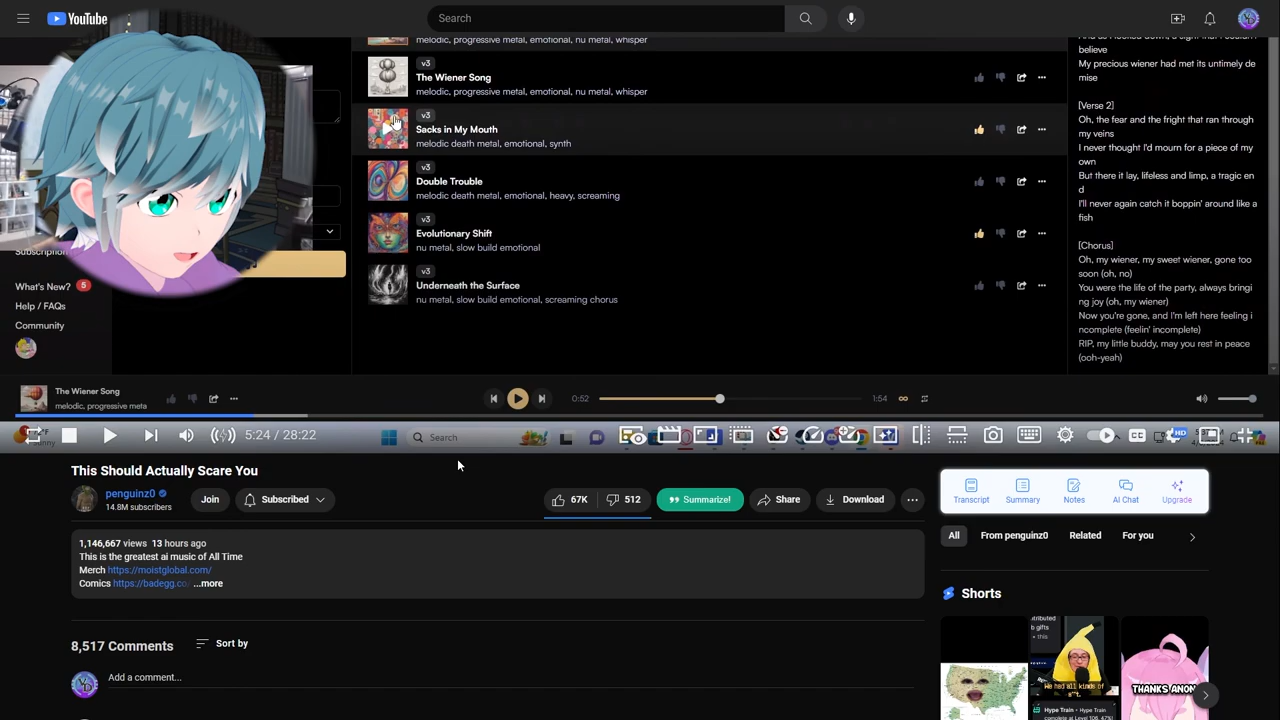 YouTube
Search
melodic, progressive metal, emotional, nu metal, whisper
v3
The Wiener Song
melodic, progressive metal, emotional, nu metal, whisper
v3
Sacks in My Mouth
melodic death metal, emotional, synth
v3
Double Trouble
melodic death metal, emotional, heavy, screaming
v3
Evolutionary Shift
nu metal, slow build emotional
v3
Underneath the Surface
nu metal, slow build emotional, screaming chorus
believe
My precious wiener had met its untimely de
mise
[Verse 2]
Oh, the fear and the fright that ran through
my veins
I never thought I'd mourn for a piece of my
own
But there it lay, lifeless and limp, a tragic en
d
I'll never again catch it boppin' around like a
fish
[Chorus]
Oh, my wiener, my sweet wiener, gone too
soon (oh, no)
You were the life of the party, always bringi
ng joy (oh, my wiener)
Now you're gone, and I'm left here feeling i
ncomplete (feelin' incomplete)
RIP, my little buddy, may you rest in peace
(ooh-yeah)
Subscription
What's New? 5
Help / FAQs
Community
The Wiener Song
melodic, progressive meta
0:52
1:54
5:24 / 28:22
Search
CC
HD
This Should Actually Scare You
penguinz0
14.8M subscribers
Join
Subscribed
67K
512
Summarize!
Share
Download
1,146,667 views 13 hours ago
This is the greatest ai music of All Time
Merch https://moistglobal.com/
Comics https://badegg.co/ ...more
8,517 Comments
Sort by
Add a comment...
Transcript
Summary
Notes
AI Chat
Upgrade
All
From penguinz0
Related
For you
Shorts
We had all kinds of
THANKS ANON